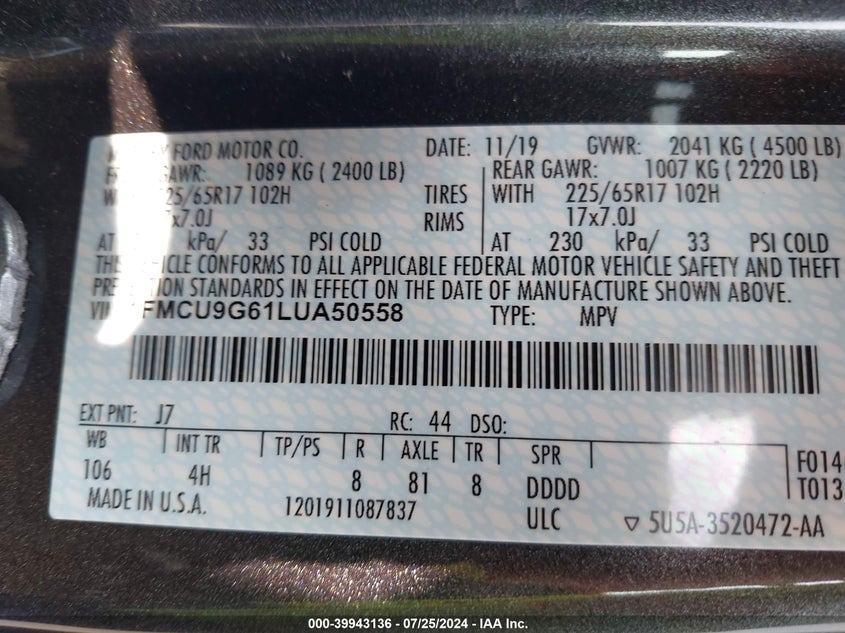 FORD MOTOR CO. DATE: 11/19 GVWR: 2041 KG ( 4500 LB)
GAWR: 1089 KG ( 2400 LB) REAR GAWR: 1007 KG ( 2220 LB)
225/65R17 102H TIRES WITH 225/65R17 102H
17x7.0J RIMS 17x7.0J
AT kPa/ 33 PSI COLD AT 230 kPa/ 33 PSI COLD
THE VEHICLE CONFORMS TO ALL APPLICABLE FEDERAL MOTOR VEHICLE SAFETY AND THEFT
PREVENTION STANDARDS IN EFFECT ON THE DATE OF MANUFACTURE SHOWN ABOVE.
FMCU9G61LUA50558 TYPE: MPV
EXT PNT: J7 RC: 44 DSO:
WB INT TR TP/PS R AXLE TR SPR
106 4H 8 81 8 DDDD
F014
T013
MADE IN U.S.A. 1201911087837 ULC ▽ 5U5A-3520472-AA
000-39943136 - 07/25/2024 - IAA Inc.